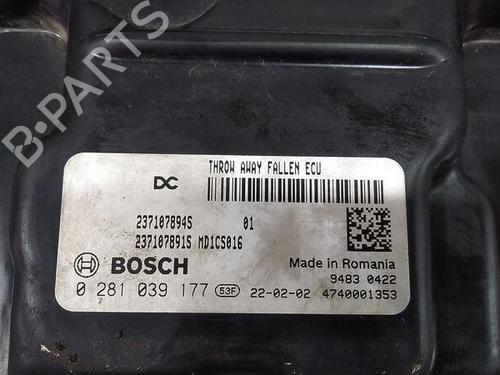 B-PARTS
THROW AWAY FALLEN ECU
DC
237107894S 01
237107891S MD1CS016
BOSCH
Made in Romania
9483 0422
0 281 039 177 53F 22-02-02 4740001353